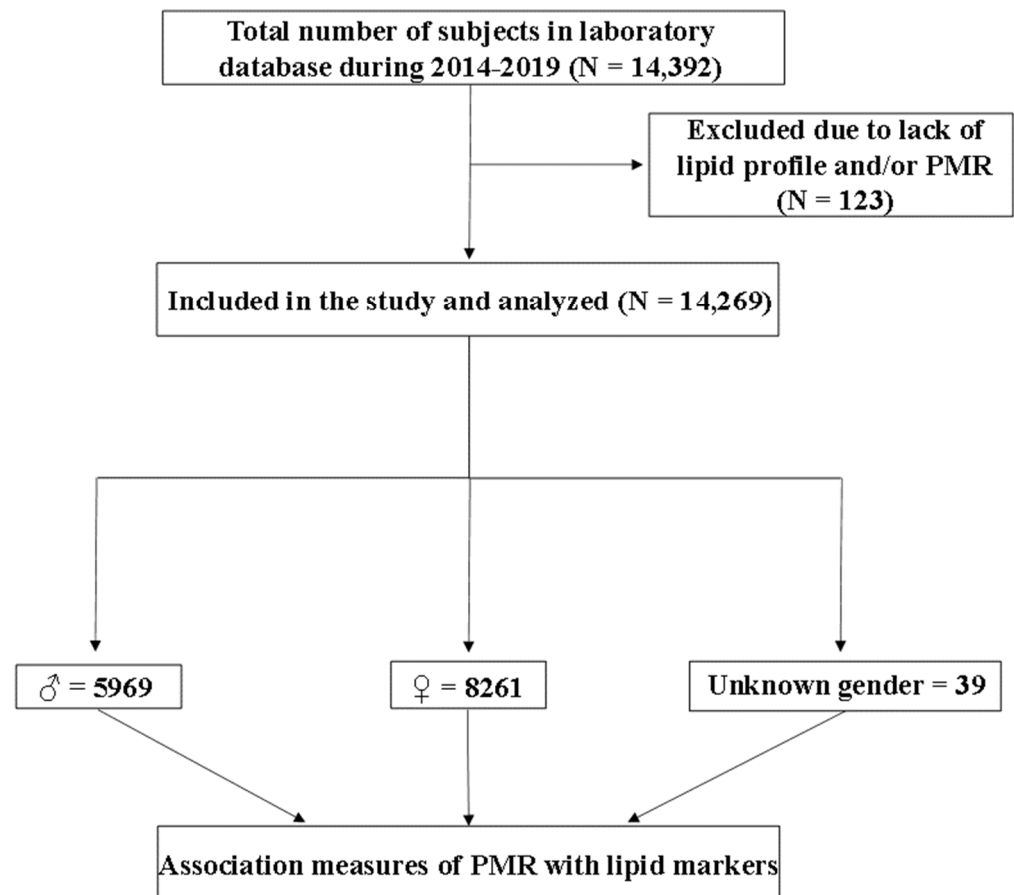 Total number of subjects in laboratory
database during 2014-2019 (N = 14,392)
Excluded due to lack of
lipid profile and/or PMR
(N = 123)
Included in the study and analyzed (N = 14,269)
♂ = 5969
♀ = 8261
Unknown gender = 39
Association measures of PMR with lipid markers